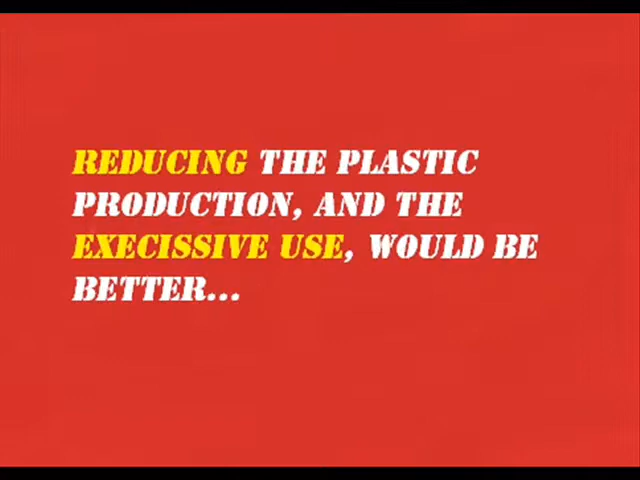 REDUCING THE PLASTIC
PRODUCTION, AND THE
EXECISSIVE USE, WOULD BE
BETTER...